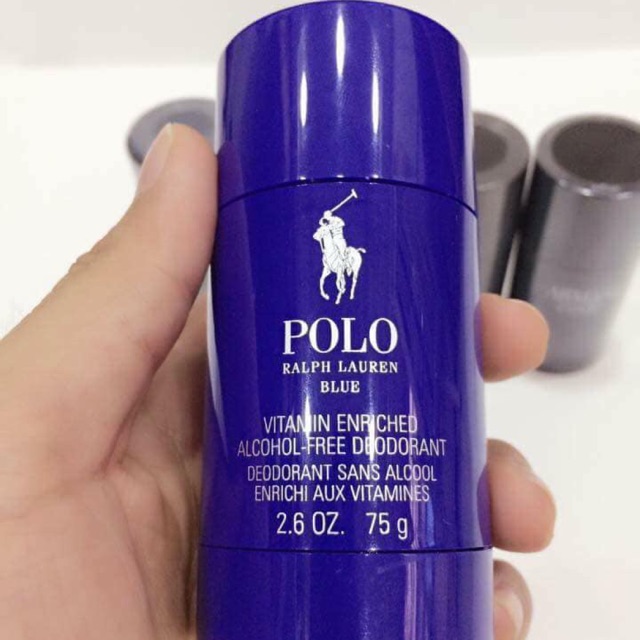 POLO
RALPH LAUREN
BLUE
VITAMIN ENRICHED
ALCOHOL-FREE DEODORANT
DEODORANT SANS ALCOOL
ENRICHI AUX VITAMINES
2.6 OZ. 75 g